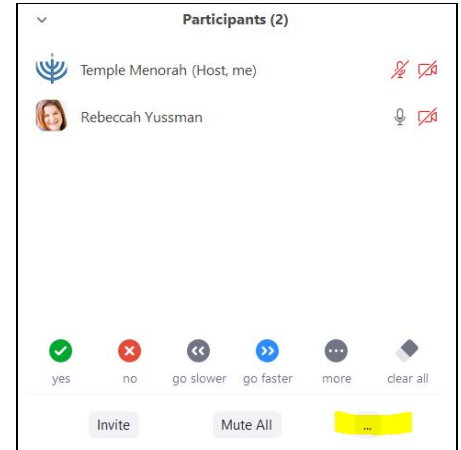 Participants (2)
Temple Menorah (Host, me)
Rebeccah Yussman
yes no go slower go faster more clear all
Invite Mute All ...